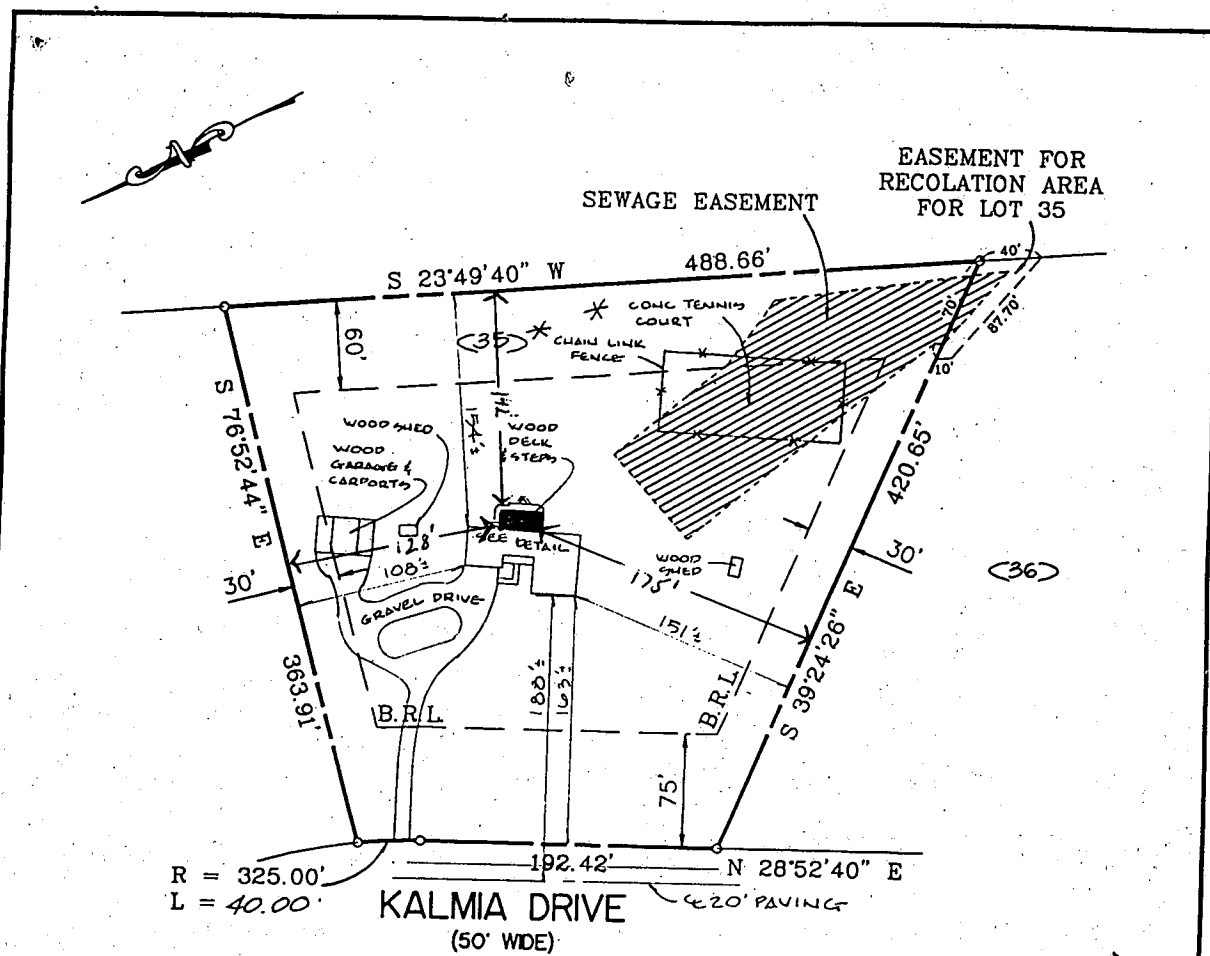 N
EASEMENT FOR
RECOLATION AREA
FOR LOT 35
SEWAGE EASEMENT
40'
S 23°49'40" W
488.66'
70'
87.70'
10'
CONC TENNIS
COURT
(35)
CHAIN LINK
FENCE
60'
142'
154'±
WOOD
DECK
& STEPS
WOOD SHED
WOOD
GARAGE &
CARPORTS
S 76°52'44" E
420.65'
SEE DETAIL
128'
108'±
WOOD
SHED
175'
30'
30'
(36)
GRAVEL DRIVE
151'±
363.91'
188'±
163'±
S 39°24'26" E
B.R.L.
B.R.L.
75'
192.42'
N 28°52'40" E
R = 325.00'
L = 40.00'
KALMIA DRIVE
(50' WIDE)
℄ 20' PAVING